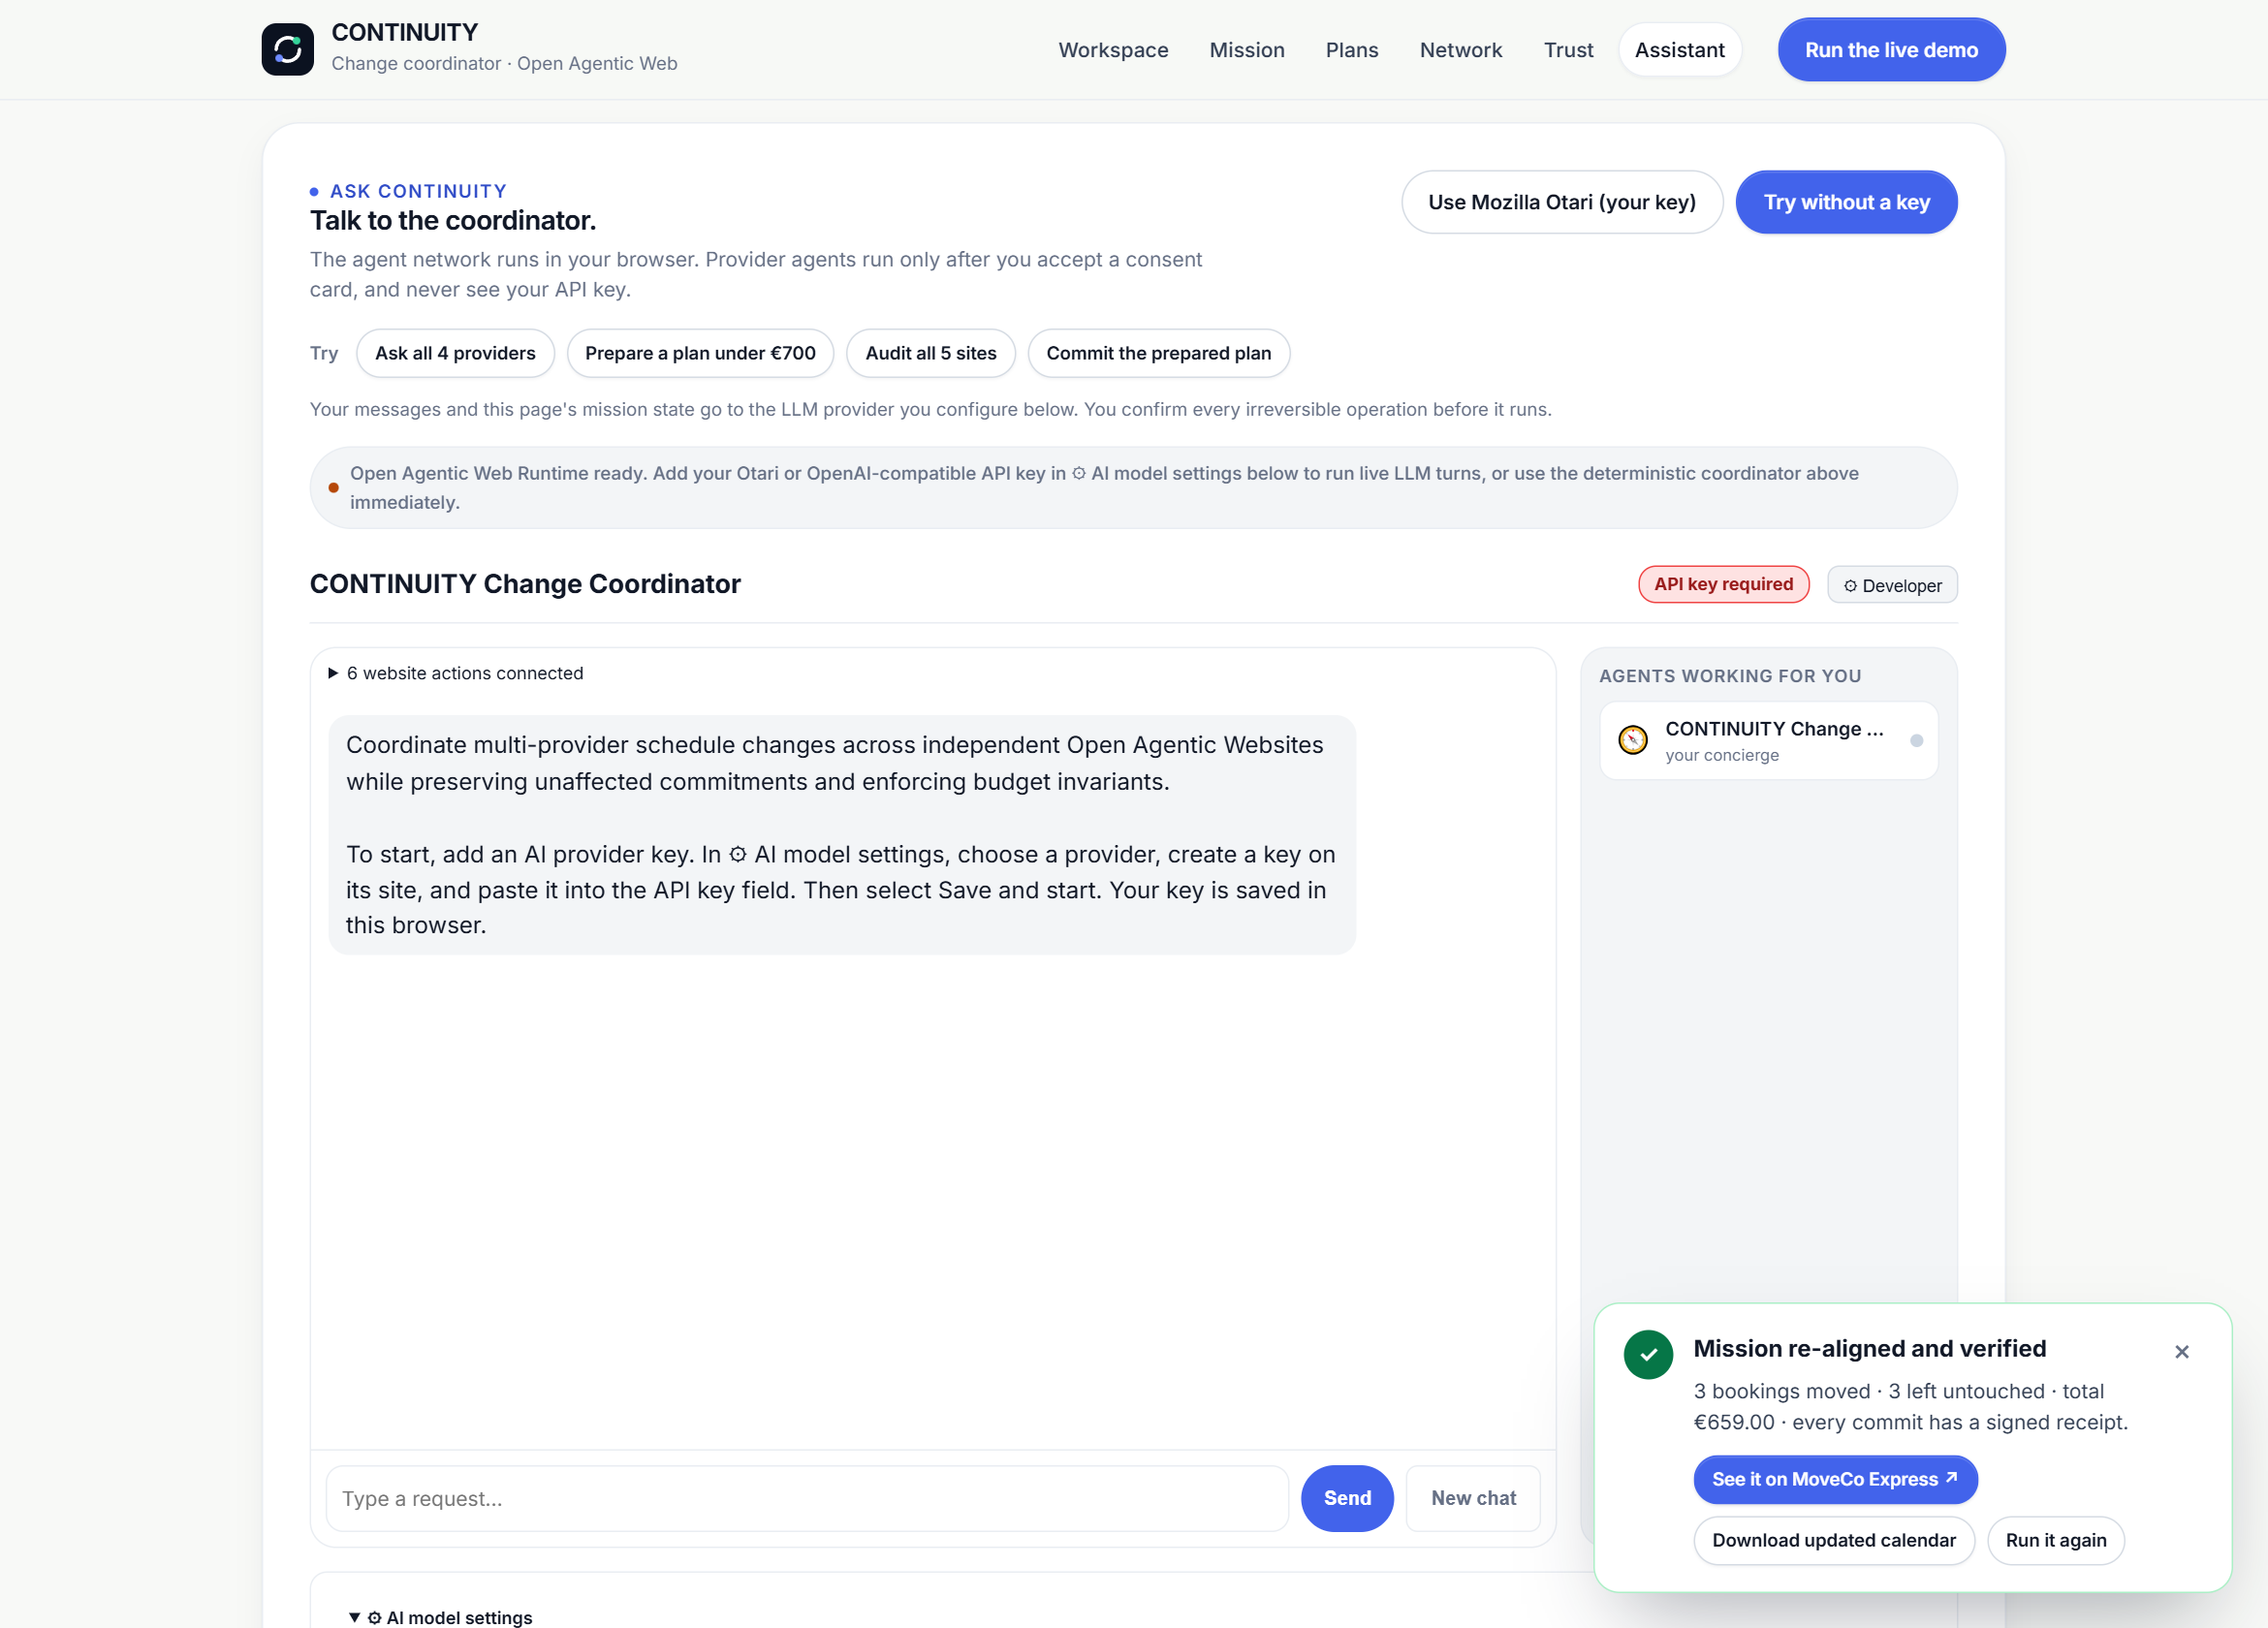 CONTINUITY
Change coordinator · Open Agentic Web
Workspace
Mission
Plans
Network
Trust
Assistant
Run the live demo
ASK CONTINUITY
Talk to the coordinator.
The agent network runs in your browser. Provider agents run only after you accept a consent
card, and never see your API key.
Use Mozilla Otari (your key)
Try without a key
Try
Ask all 4 providers
Prepare a plan under €700
Audit all 5 sites
Commit the prepared plan
Your messages and this page's mission state go to the LLM provider you configure below. You confirm every irreversible operation before it runs.
Open Agentic Web Runtime ready. Add your Otari or OpenAI-compatible API key in ⚙ AI model settings below to run live LLM turns, or use the deterministic coordinator above
immediately.
CONTINUITY Change Coordinator
API key required
⚙ Developer
▶ 6 website actions connected
Coordinate multi-provider schedule changes across independent Open Agentic Websites
while preserving unaffected commitments and enforcing budget invariants.
To start, add an AI provider key. In ⚙ AI model settings, choose a provider, create a key on
its site, and paste it into the API key field. Then select Save and start. Your key is saved in
this browser.
AGENTS WORKING FOR YOU
CONTINUITY Change ...
your concierge
Type a request...
Send
New chat
Mission re-aligned and verified
✕
3 bookings moved · 3 left untouched · total
€659.00 · every commit has a signed receipt.
See it on MoveCo Express ↗
Download updated calendar
Run it again
▼ ⚙ AI model settings